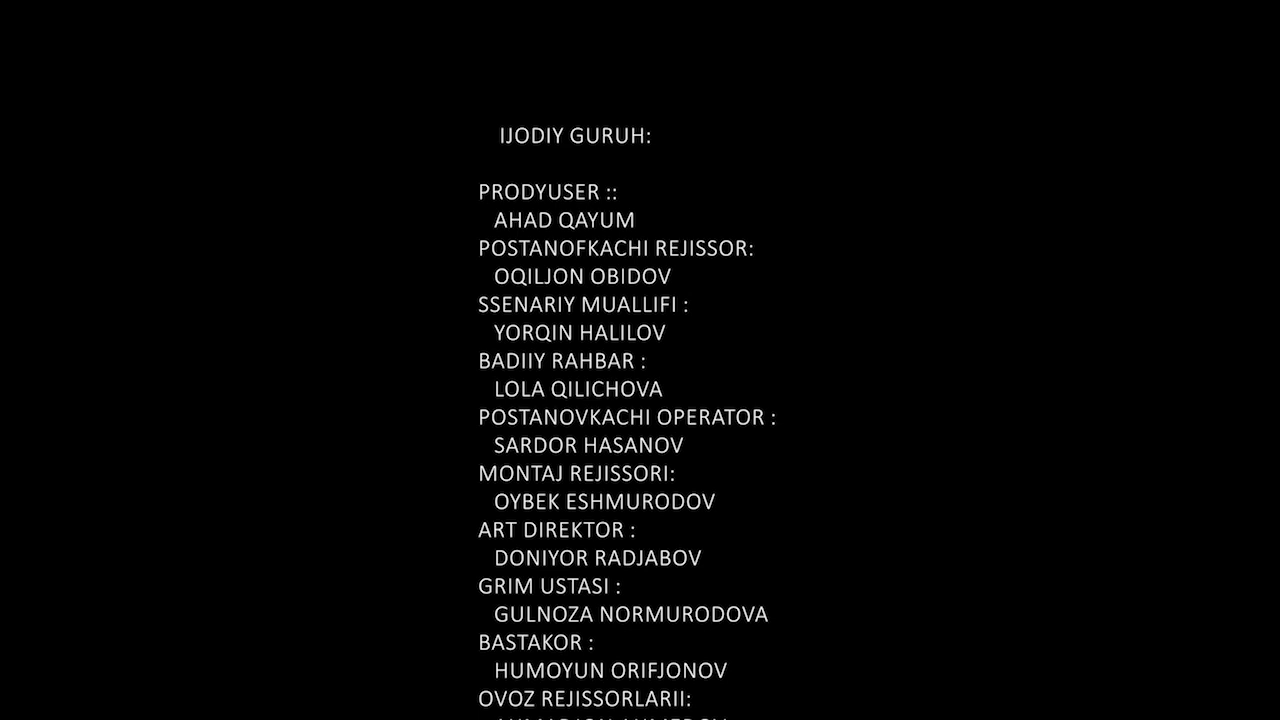 IJODIY GURUH:
PRODYUSER ::
AHAD QAYUM
POSTANOFKACHI REJISSOR:
OQILJON OBIDOV
SSENARIY MUALLIFI :
YORQIN HALILOV
BADIIY RAHBAR :
LOLA QILICHOVA
POSTANOVKACHI OPERATOR :
SARDOR HASANOV
MONTAJ REJISSORI:
OYBEK ESHMURODOV
ART DIREKTOR :
DONIYOR RADJABOV
GRIM USTASI :
GULNOZA NORMURODOVA
BASTAKOR :
HUMOYUN ORIFJONOV
OVOZ REJISSORLARII: